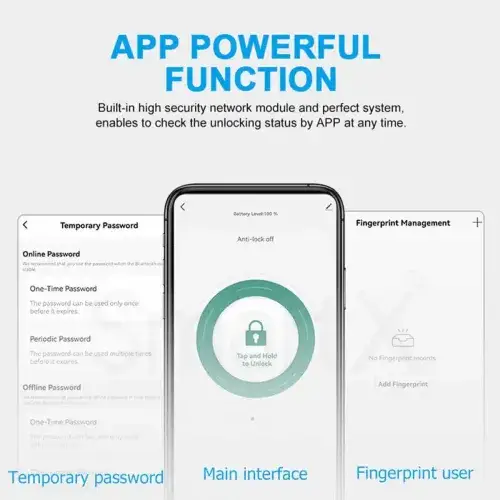 APP POWERFUL
FUNCTION
Built-in high security network module and perfect system,
enables to check the unlocking status by APP at any time.
Temporary Password
Online Password
One-Time Password
The password can be used only once
before it expires.
Periodic Password
The password can be used multiple times
before it expires.
Offline Password
One-Time Password
Temporary password
Battery Level:100 %
Anti-lock off
Tap and Hold
to Unlock
Main interface
Fingerprint Management
No Fingerprint records
Add Fingerprint
Fingerprint user